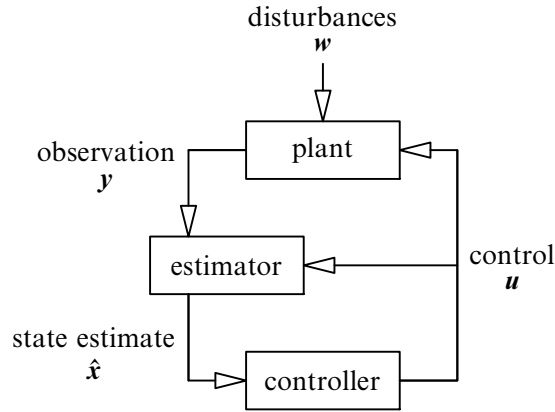 disturbances
w
plant
observation
y
estimator
control
u
state estimate
x̂
controller